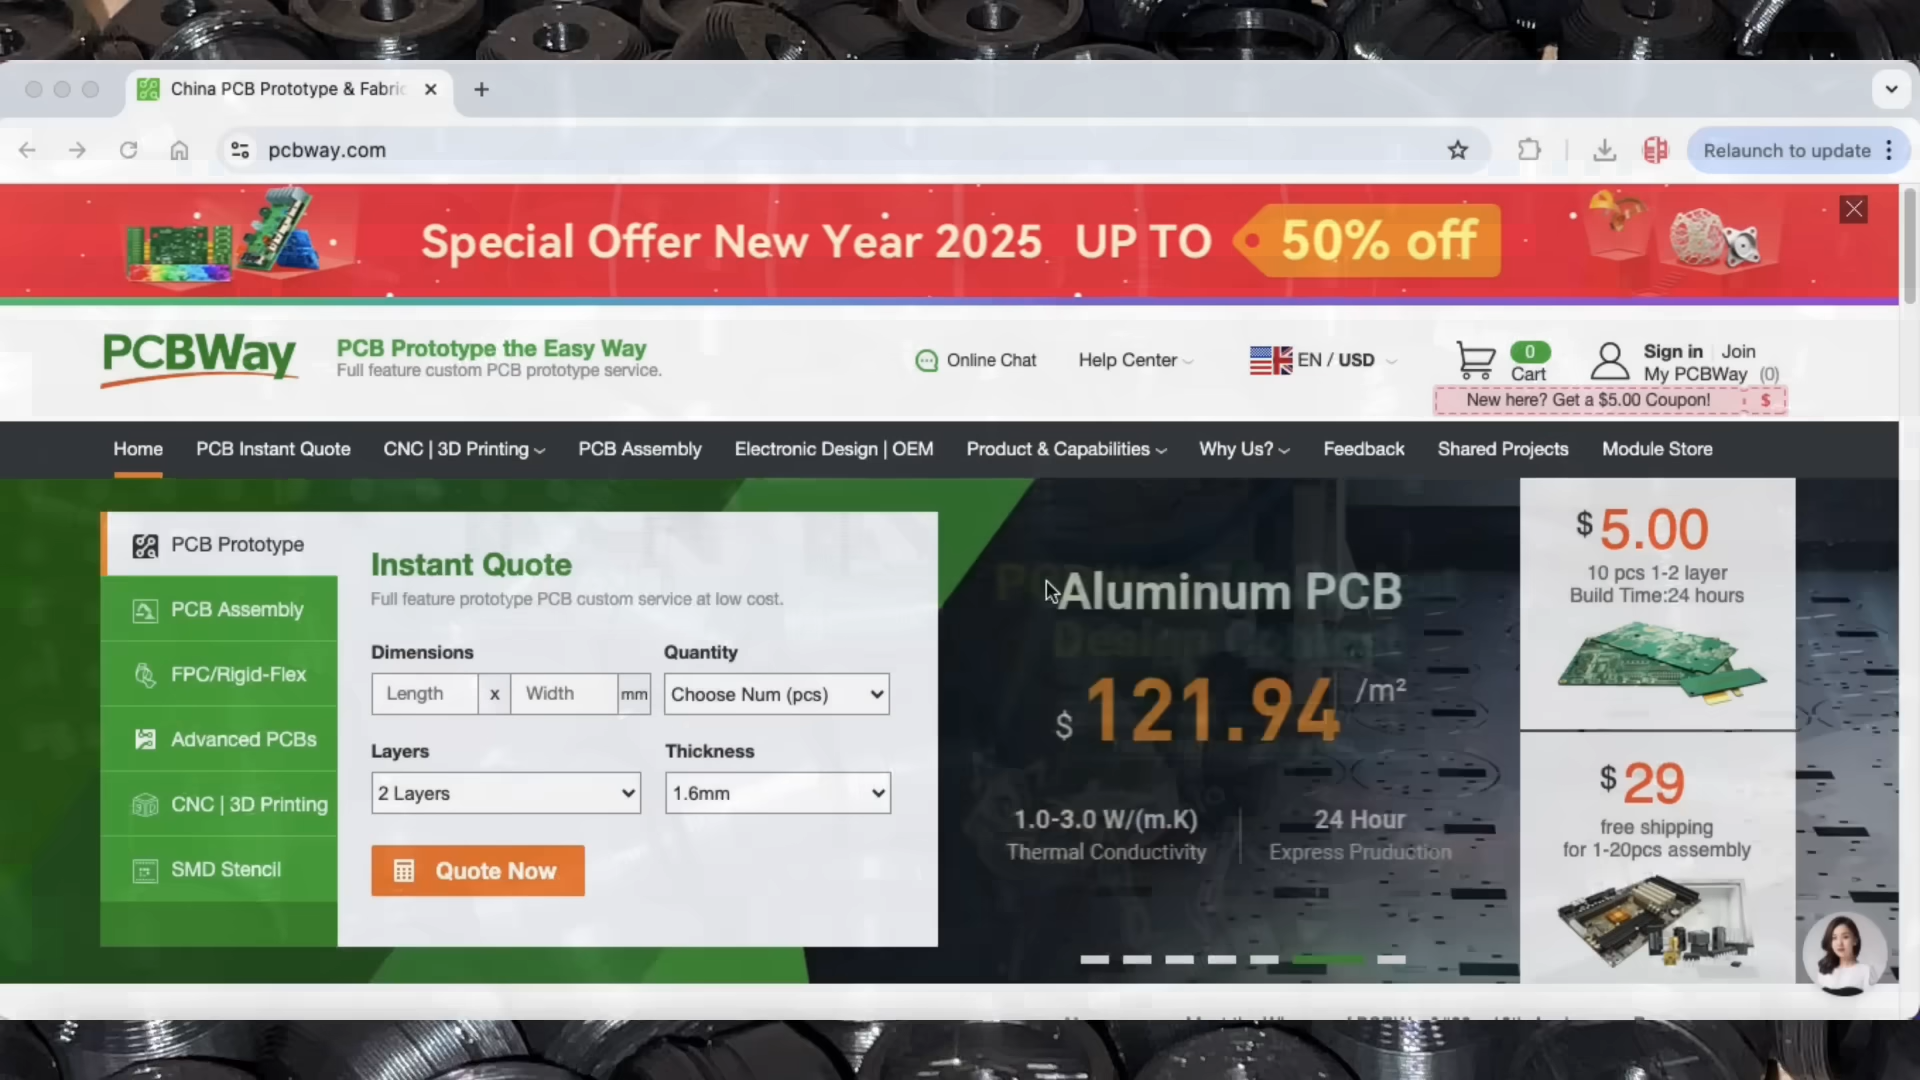 China PCB Prototype & Fabric
pcbway.com
Relaunch to update
Special Offer New Year 2025 UP TO 50% off
PCBWay
PCB Prototype the Easy Way
Full feature custom PCB prototype service.
Online Chat
Help Center
EN / USD
0
Cart
Sign in
Join
My PCBWay (0)
New here? Get a $5.00 Coupon! $
Home
PCB Instant Quote
CNC | 3D Printing
PCB Assembly
Electronic Design | OEM
Product & Capabilities
Why Us?
Feedback
Shared Projects
Module Store
PCB Prototype
PCB Assembly
FPC/Rigid-Flex
Advanced PCBs
CNC | 3D Printing
SMD Stencil
Instant Quote
Full feature prototype PCB custom service at low cost.
Dimensions
Quantity
Length x Width mm
Choose Num (pcs)
Layers
Thickness
2 Layers
1.6mm
Quote Now
Aluminum PCB
$ 121.94 /m²
1.0-3.0 W/(m.K)
Thermal Conductivity
24 Hour
Express Pruduction
$ 5.00
10 pcs 1-2 layer
Build Time:24 hours
$ 29
free shipping
for 1-20pcs assembly